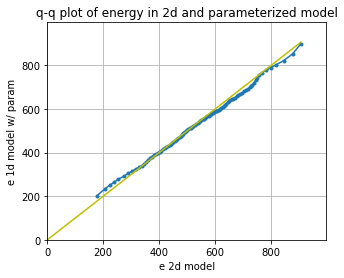 q-q plot of energy in 2d and parameterized model
e 1d model w/ param
800
600
400
200
0
0 200 400 600 800
e 2d model